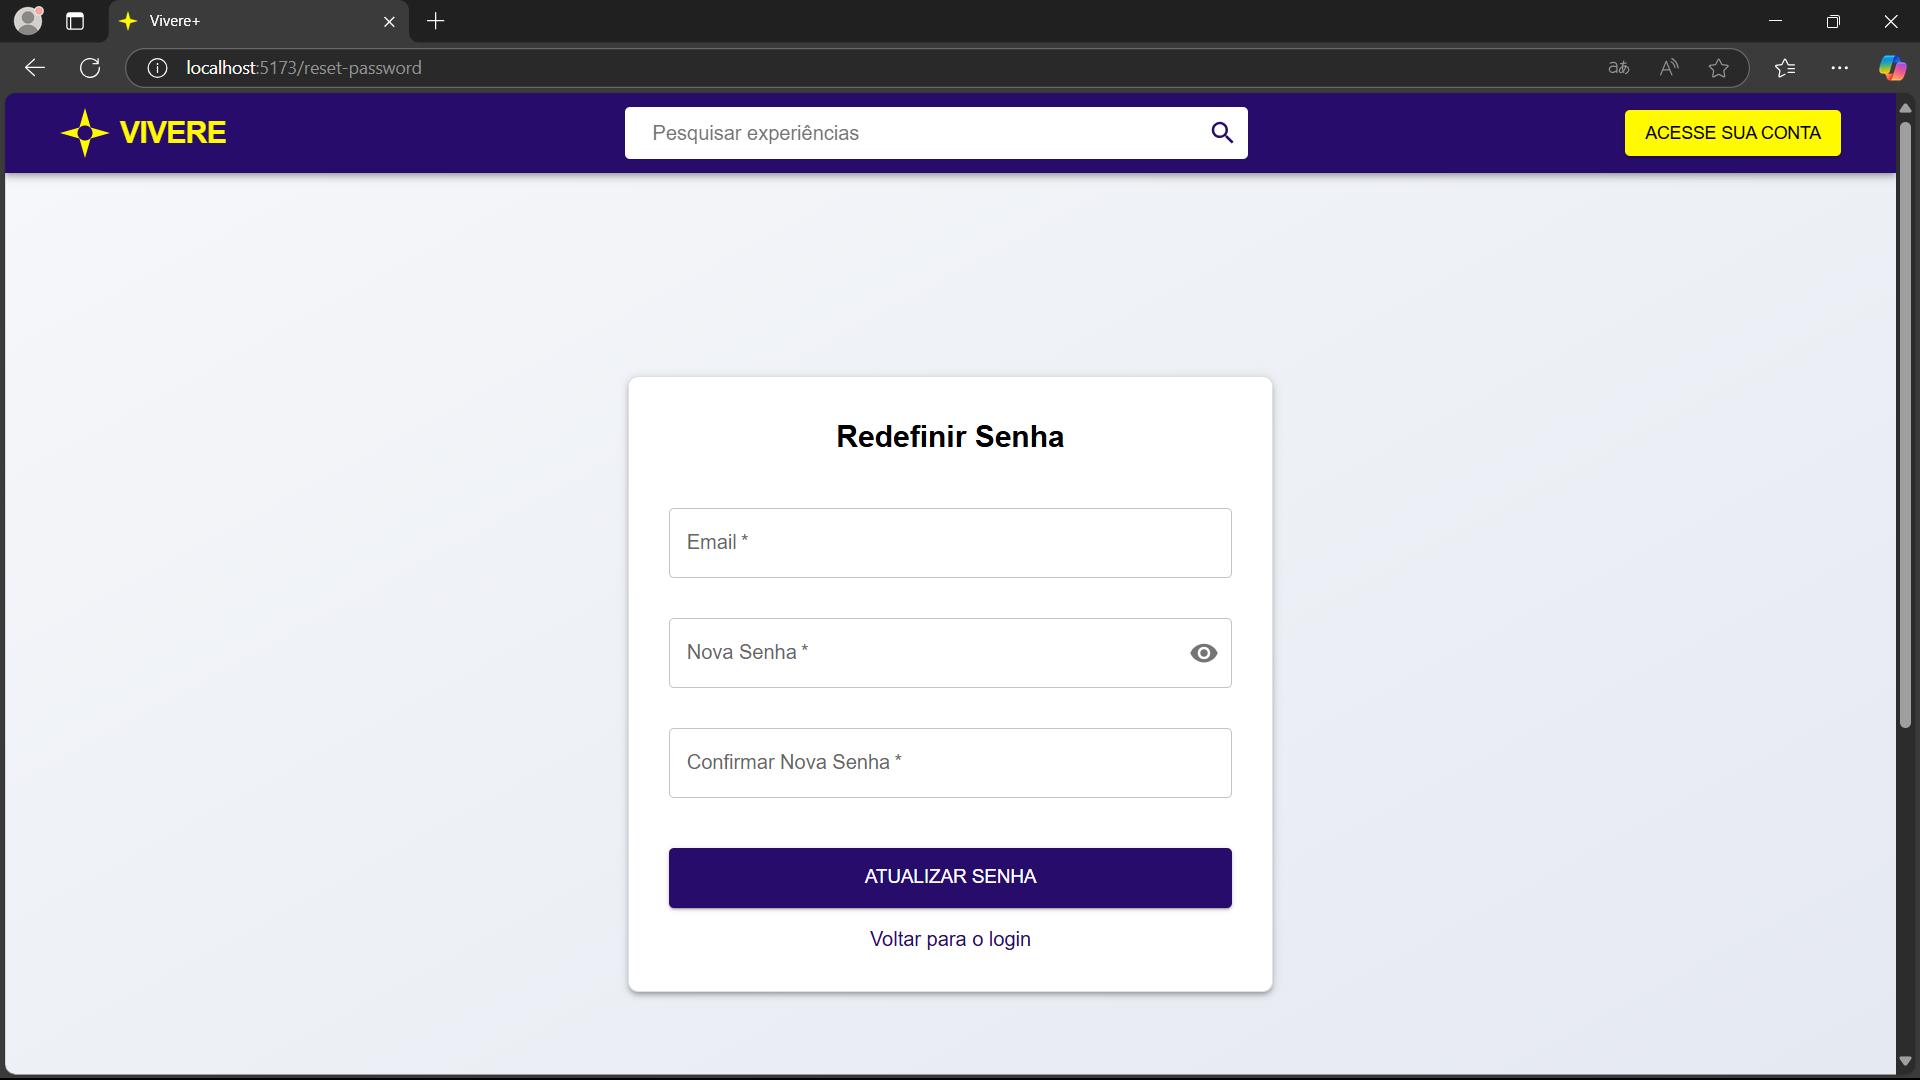 Vivere+
localhost:5173/reset-password
VIVERE
Pesquisar experiências
ACESSE SUA CONTA
Redefinir Senha
Email *
Nova Senha *
Confirmar Nova Senha *
ATUALIZAR SENHA
Voltar para o login